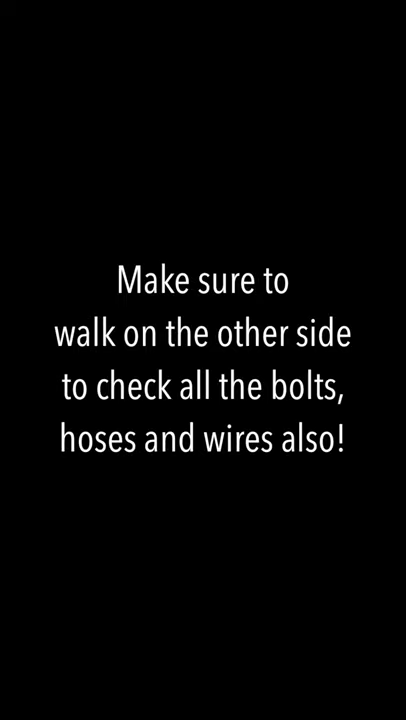 Make sure to
walk on the other side
to check all the bolts,
hoses and wires also!